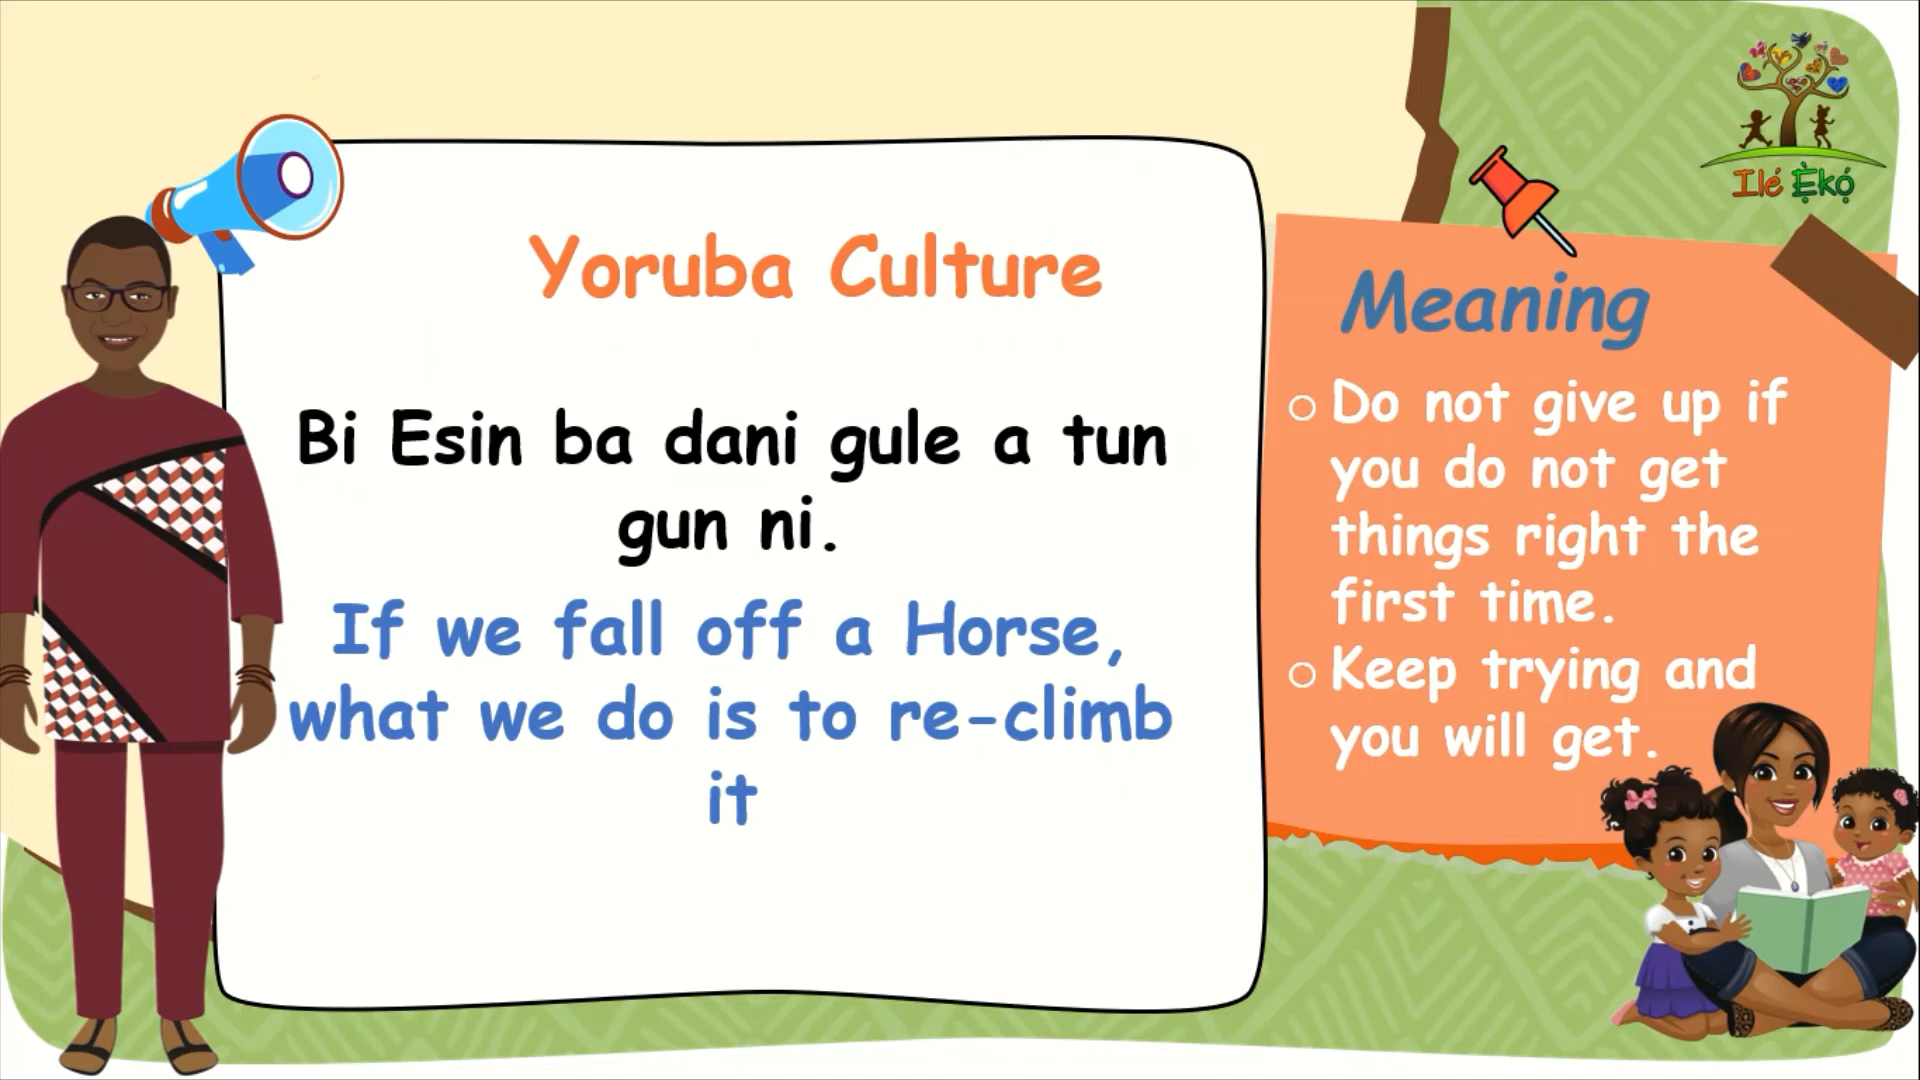 Ilé Ẹ̀kọ́
Yoruba Culture
Bi Esin ba dani gule a tun
gun ni.
If we fall off a Horse,
what we do is to re-climb
it
Meaning
Do not give up if
you do not get
things right the
first time.
Keep trying and
you will get.